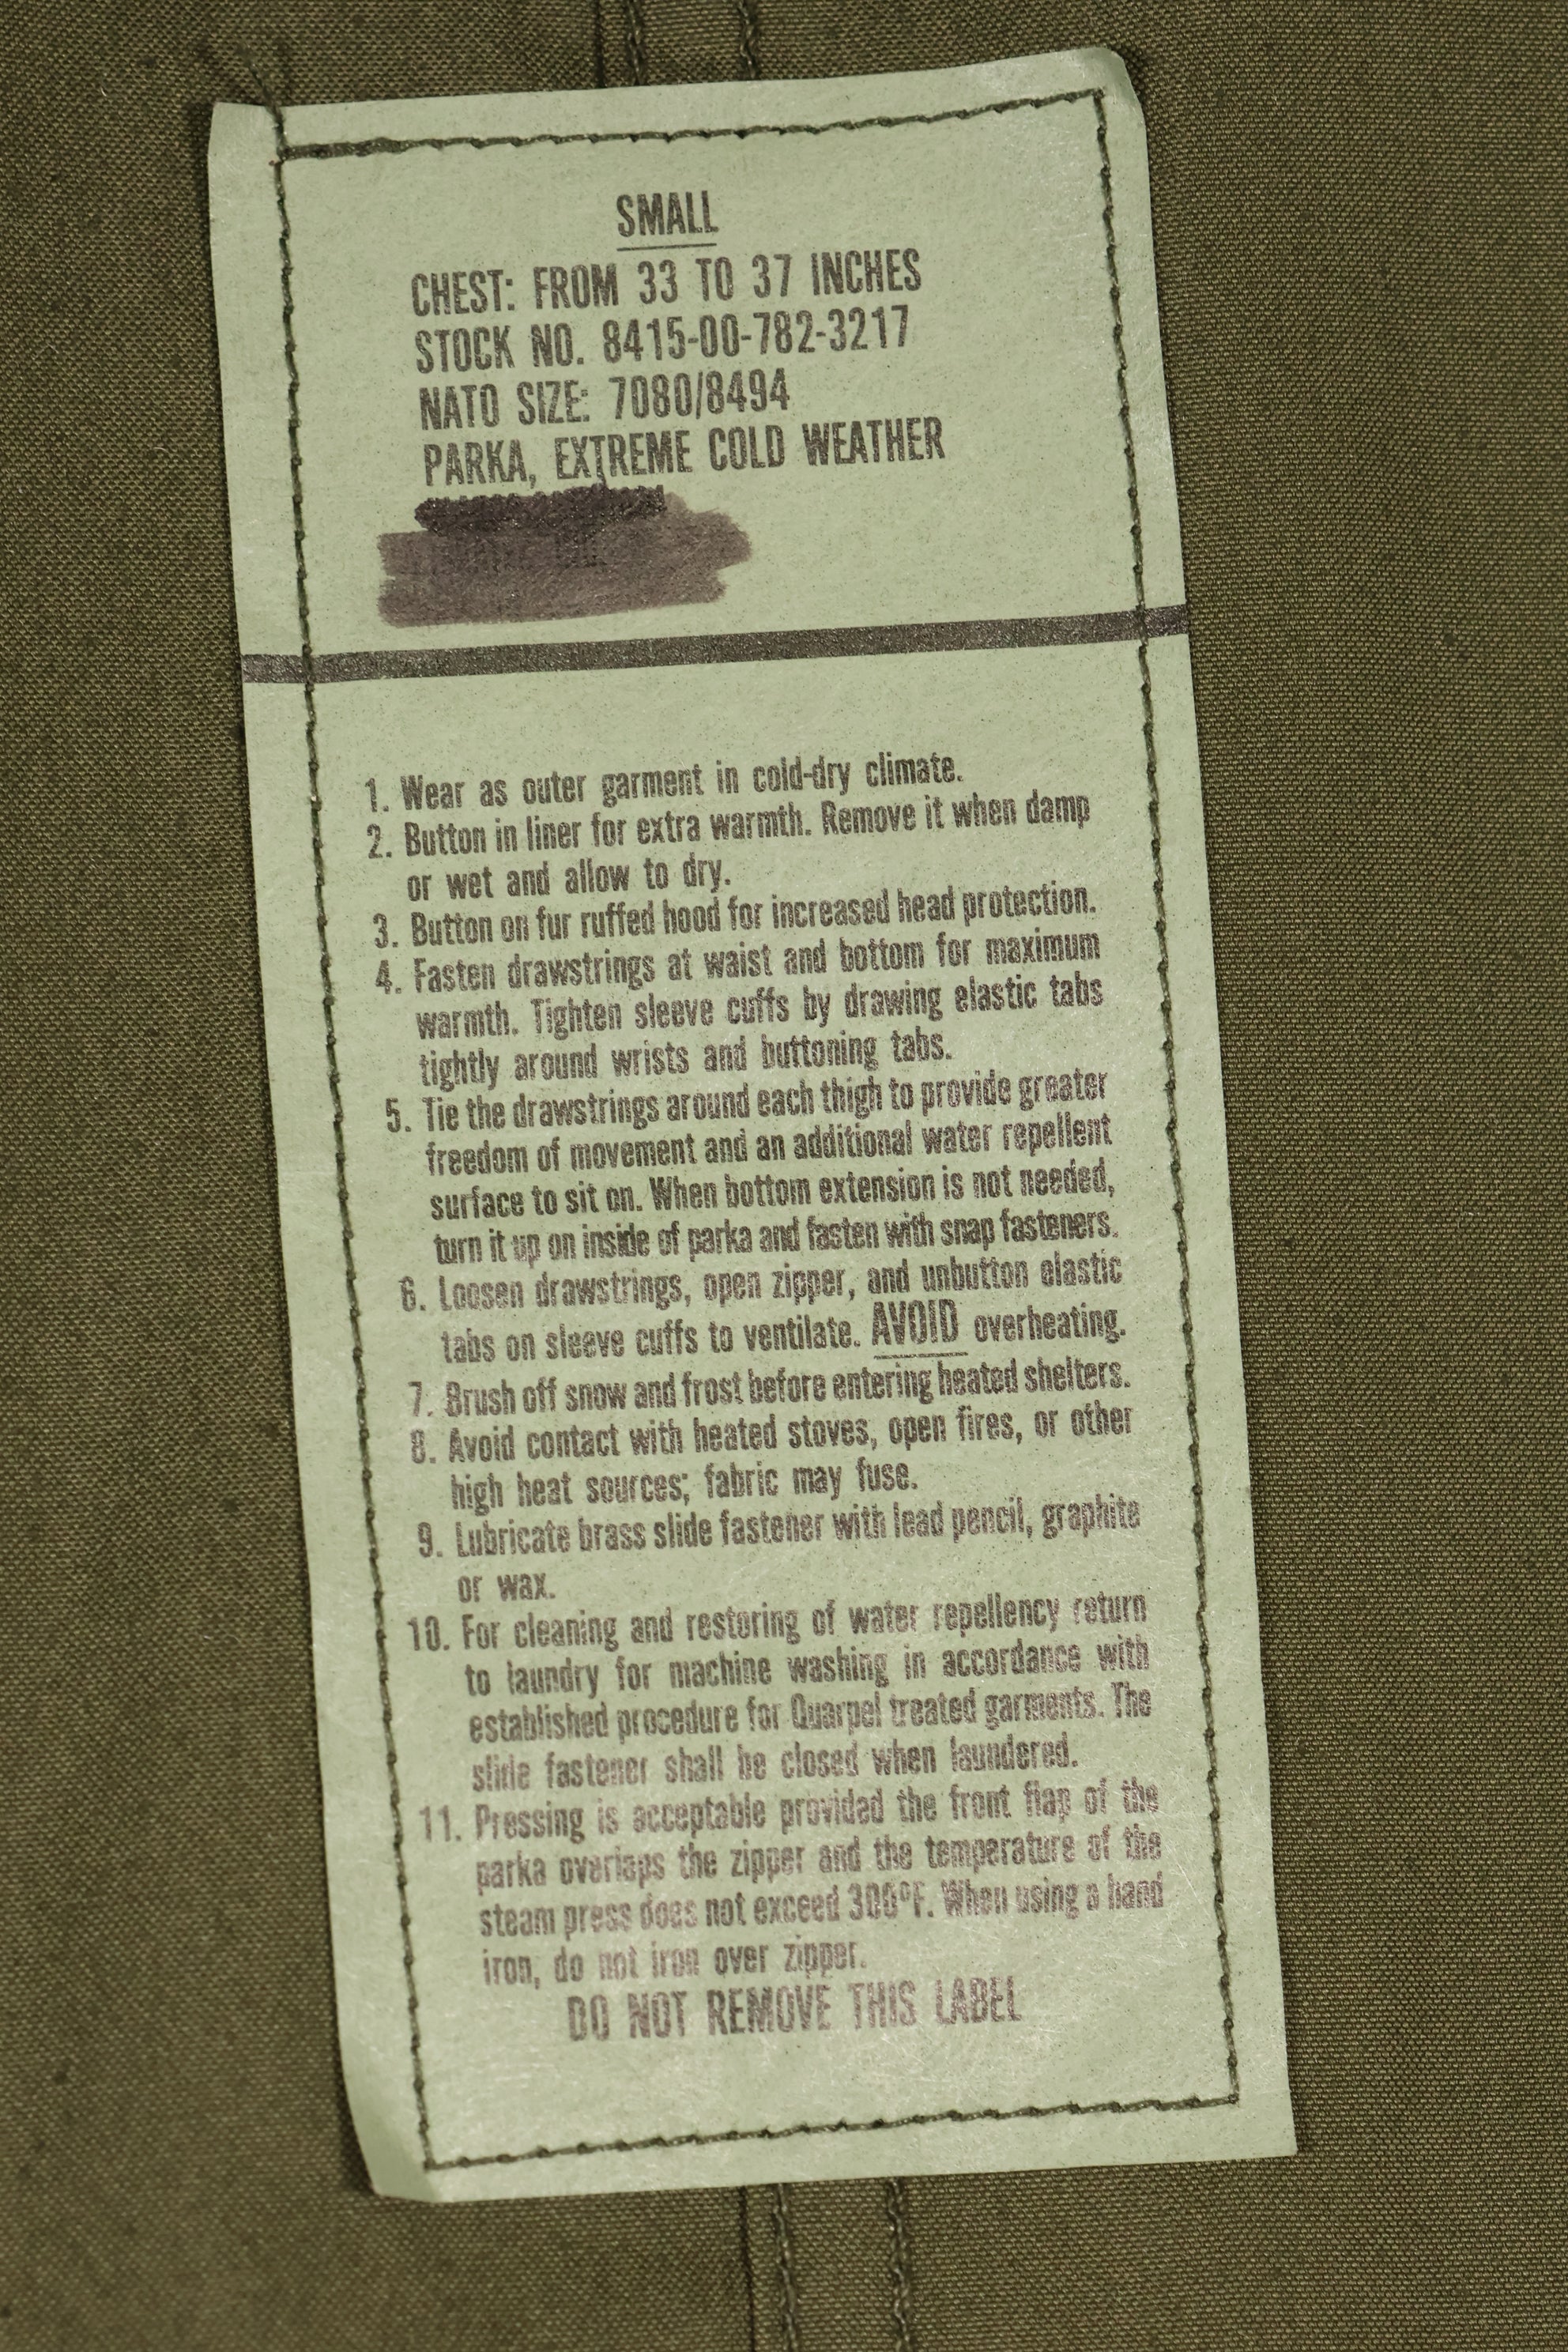 SMALL
CHEST: FROM 33 TO 37 INCHES
STOCK NO. 8415-00-782-3217
NATO SIZE: 7080/8494
PARKA, EXTREME COLD WEATHER
1. Wear as outer garment in cold-dry climate.
2. Button in liner for extra warmth. Remove it when damp
or wet and allow to dry.
3. Button on fur ruffed hood for increased head protection.
4. Fasten drawstrings at waist and bottom for maximum
warmth. Tighten sleeve cuffs by drawing elastic tabs
tightly around wrists and buttoning tabs.
5. Tie the drawstrings around each thigh to provide greater
freedom of movement and an additional water repellent
surface to sit on. When bottom extension is not needed,
turn it up on inside of parka and fasten with snap fasteners.
6. Loosen drawstrings, open zipper, and unbutton elastic
tabs on sleeve cuffs to ventilate. AVOID overheating.
7. Brush off snow and frost before entering heated shelters.
8. Avoid contact with heated stoves, open fires, or other
high heat sources; fabric may fuse.
9. Lubricate brass slide fastener with lead pencil, graphite
or wax.
10. For cleaning and restoring of water repellency return
to laundry for machine washing in accordance with
established procedure for Quarpel treated garments. The
slide fastener shall be closed when laundered.
11. Pressing is acceptable provided the front flap of the
parka overlaps the zipper and the temperature of the
steam press does not exceed 300°F. When using a hand
iron, do not iron over zipper.
DO NOT REMOVE THIS LABEL